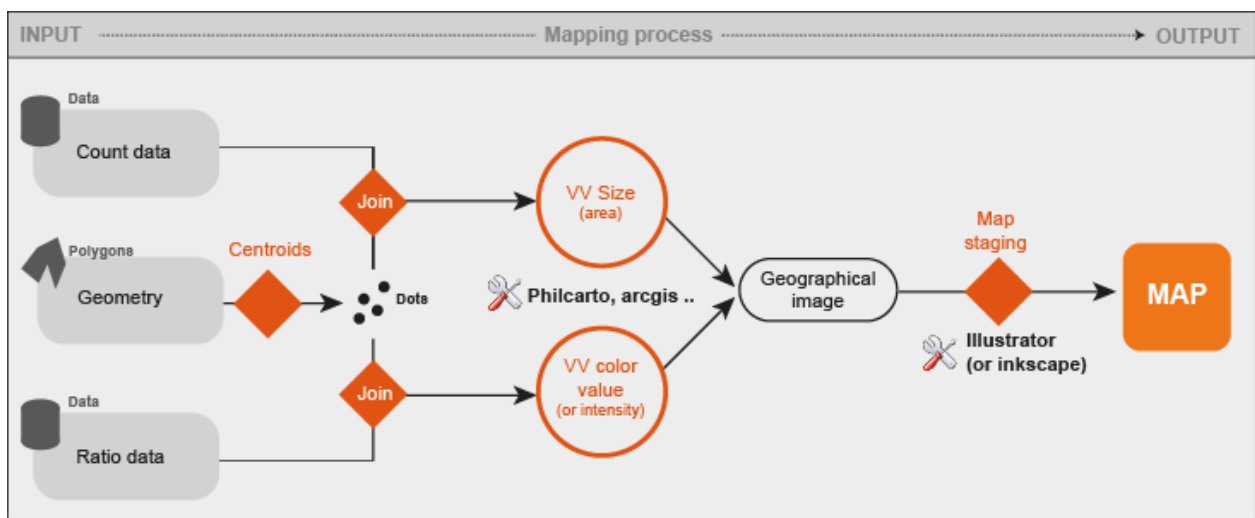 INPUT
Mapping process
OUTPUT
Data
Count data
Join
VV Size
(area)
Polygons
Geometry
Centroids
Dots
Philcarto, arcgis ..
Geographical
image
Map
staging
MAP
Illustrator
(or inkscape)
Data
Ratio data
Join
VV color
value
(or intensity)